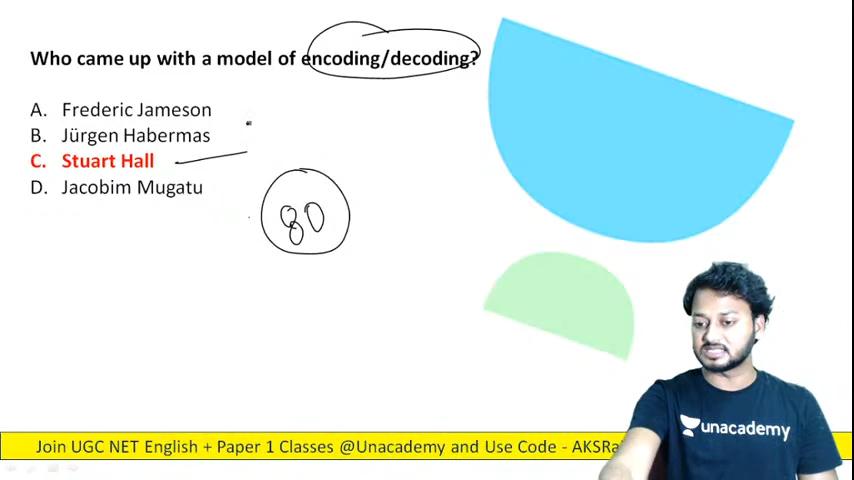 Who came up with a model of encoding/decoding?
A. Frederic Jameson
B. Jürgen Habermas
C. Stuart Hall
D. Jacobim Mugatu
80
unacademy
Join UGC NET English + Paper 1 Classes @Unacademy and Use Code - AKSRa